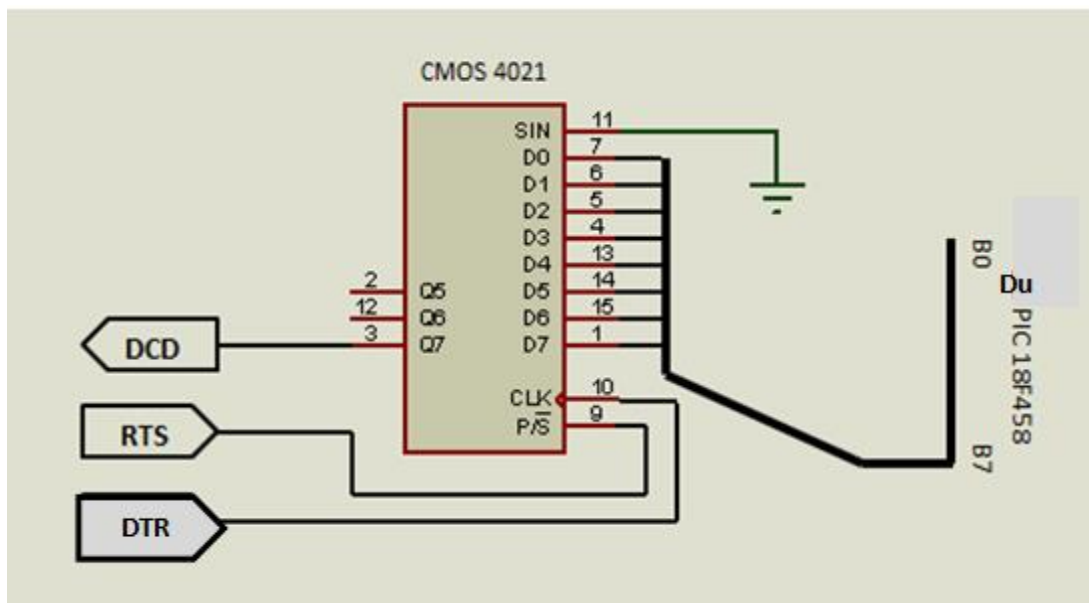 CMOS 4021
SIN 11
D0 7
D1 6
D2 5
D3 4
D4 13
D5 14
D6 15
D7 1
2 Q5
12 Q6
3 Q7
CLK 10
P/S̅ 9
DCD
RTS
DTR
B0
Du
PIC 18F458
B7